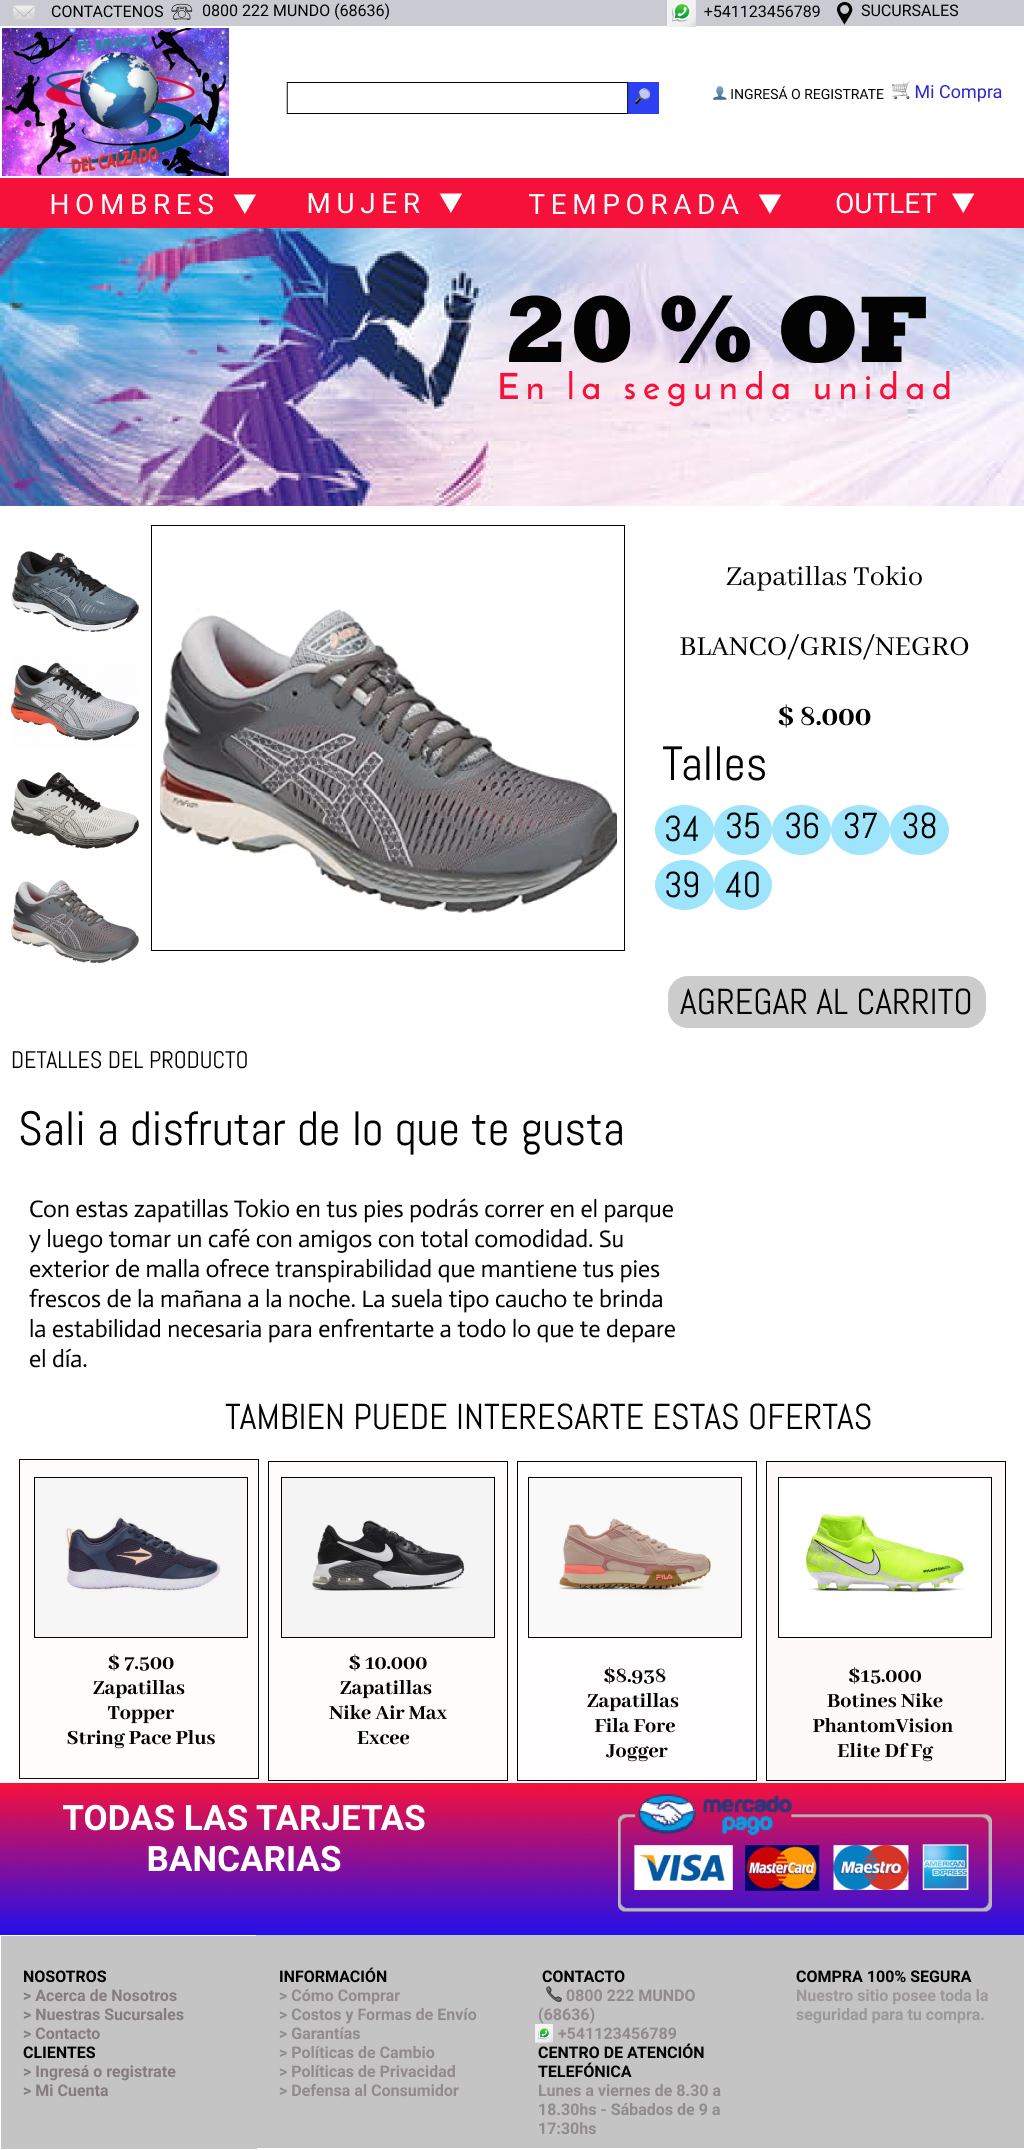 CONTACTENOS 0800 222 MUNDO (68636) +541123456789 SUCURSALES
EL MUNDO
DEL CALZADO
INGRESÁ O REGISTRATE Mi Compra
HOMBRES ▼ MUJER ▼ TEMPORADA ▼ OUTLET ▼
20 % OF
En la segunda unidad
Zapatillas Tokio
BLANCO/GRIS/NEGRO
$ 8.000
Talles
34 35 36 37 38
39 40
AGREGAR AL CARRITO
DETALLES DEL PRODUCTO
Sali a disfrutar de lo que te gusta
Con estas zapatillas Tokio en tus pies podrás correr en el parque
y luego tomar un café con amigos con total comodidad. Su
exterior de malla ofrece transpirabilidad que mantiene tus pies
frescos de la mañana a la noche. La suela tipo caucho te brinda
la estabilidad necesaria para enfrentarte a todo lo que te depare
el día.
TAMBIEN PUEDE INTERESARTE ESTAS OFERTAS
FILA
$ 7.500
Zapatillas
Topper
String Pace Plus
$ 10.000
Zapatillas
Nike Air Max
Excee
$8.938
Zapatillas
Fila Fore
Jogger
$15.000
Botines Nike
PhantomVision
Elite Df Fg
TODAS LAS TARJETAS
BANCARIAS
mercado
pago
VISA MasterCard Maestro AMERICAN
EXPRESS
NOSOTROS
> Acerca de Nosotros
> Nuestras Sucursales
> Contacto
CLIENTES
> Ingresá o registrate
> Mi Cuenta
INFORMACIÓN
> Cómo Comprar
> Costos y Formas de Envío
> Garantías
> Políticas de Cambio
> Políticas de Privacidad
> Defensa al Consumidor
CONTACTO
0800 222 MUNDO
(68636)
+541123456789
CENTRO DE ATENCIÓN
TELEFÓNICA
Lunes a viernes de 8.30 a
18.30hs - Sábados de 9 a
17:30hs
COMPRA 100% SEGURA
Nuestro sitio posee toda la
seguridad para tu compra.